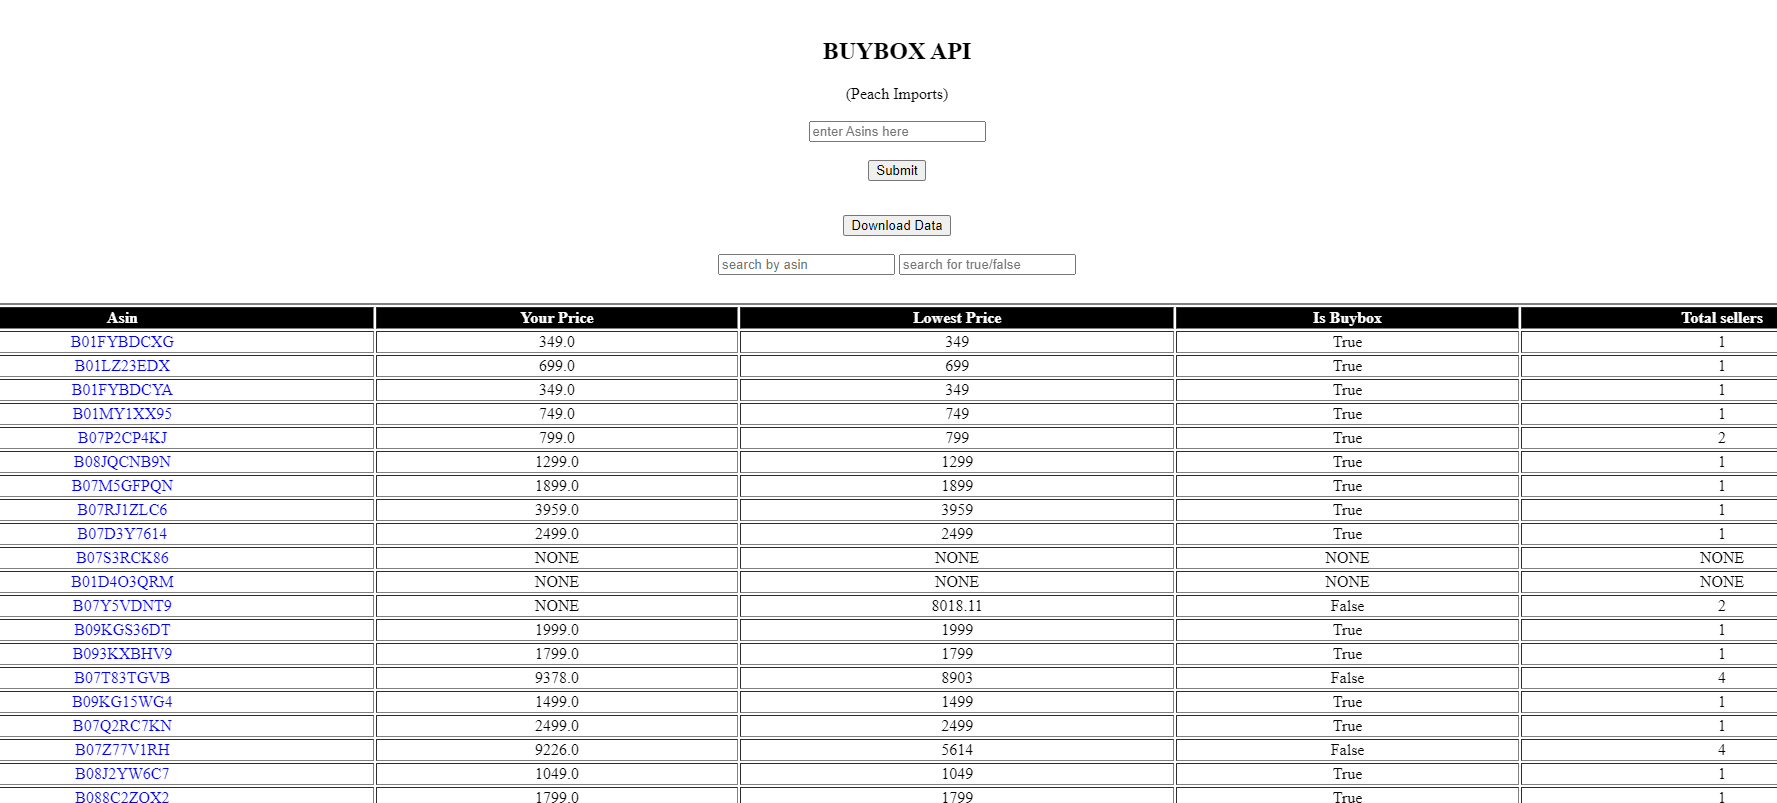 BUYBOX API
(Peach Imports)
enter Asins here
Submit
Download Data
search by asin search for true/false
Asin Your Price Lowest Price Is Buybox Total sellers
B01FYBDCXG 349.0 349 True 1
B01LZ23EDX 699.0 699 True 1
B01FYBDCYA 349.0 349 True 1
B01MY1XX95 749.0 749 True 1
B07P2CP4KJ 799.0 799 True 2
B08JQCNB9N 1299.0 1299 True 1
B07M5GFPQN 1899.0 1899 True 1
B07RJ1ZLC6 3959.0 3959 True 1
B07D3Y7614 2499.0 2499 True 1
B07S3RCK86 NONE NONE NONE NONE
B01D4O3QRM NONE NONE NONE NONE
B07Y5VDNT9 NONE 8018.11 False 2
B09KGS36DT 1999.0 1999 True 1
B093KXBHV9 1799.0 1799 True 1
B07T83TGVB 9378.0 8903 False 4
B09KG15WG4 1499.0 1499 True 1
B07Q2RC7KN 2499.0 2499 True 1
B07Z77V1RH 9226.0 5614 False 4
B08J2YW6C7 1049.0 1049 True 1
B088C2ZQX2 1799.0 1799 True 1